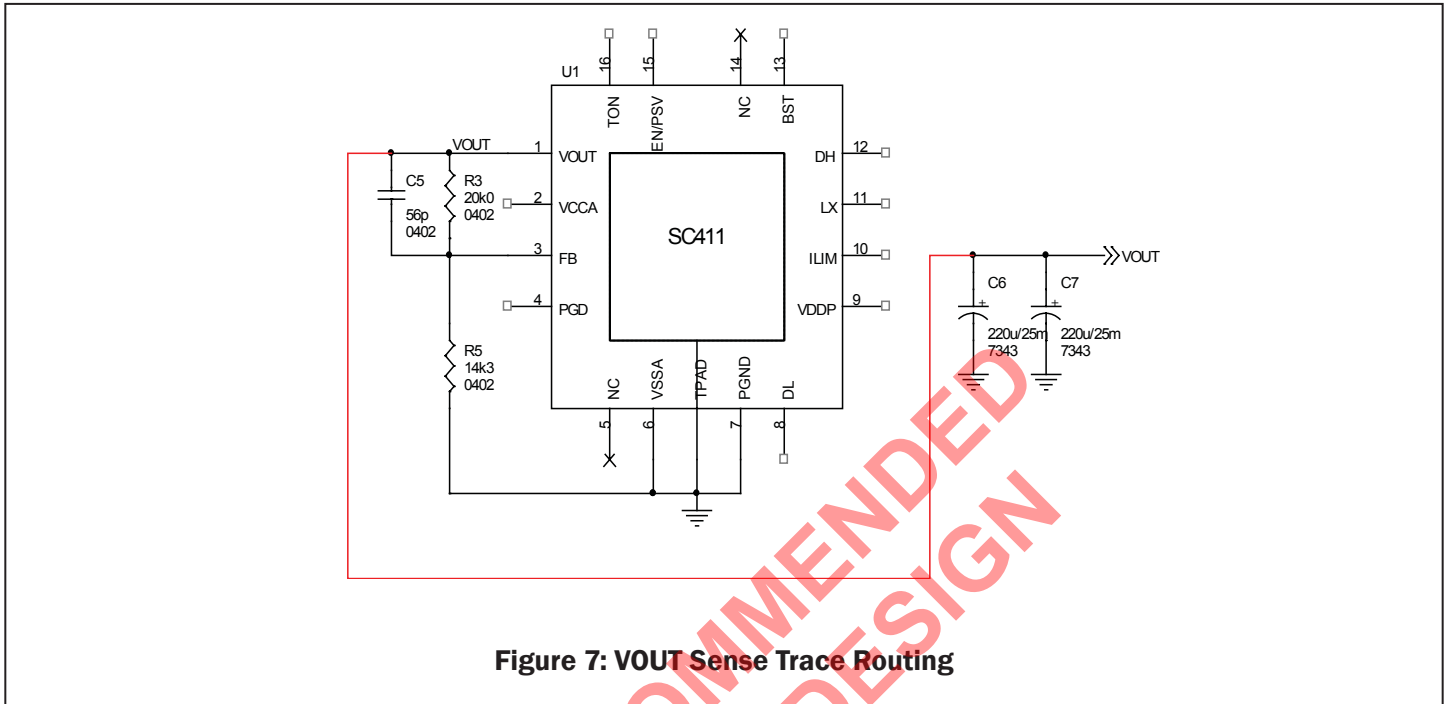 U1
16
15
14
13
TON
EN/PSV
NC
BST
VOUT
1
VOUT
DH
12
C5
56p
0402
R3
20k0
0402
2
VCCA
LX
11
SC411
3
FB
ILIM
10
4
PGD
VDDP
9
VOUT
C6
220u/25m
7343
C7
220u/25m
7343
R5
14k3
0402
NC
VSSA
TPAD
PGND
DL
5
6
7
8
OMMENDED
DESIGN
Figure 7: VOUT Sense Trace Routing